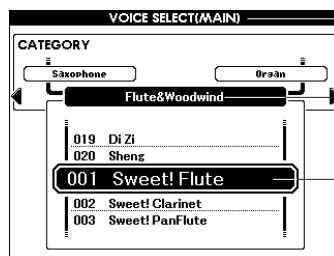 VOICE SELECT(MAIN)
CATEGORY
Saxophone
Organ
Flute&Woodwind
019 Di Zi
020 Sheng
001 Sweet! Flute
002 Sweet! Clarinet
003 Sweet! PanFlute